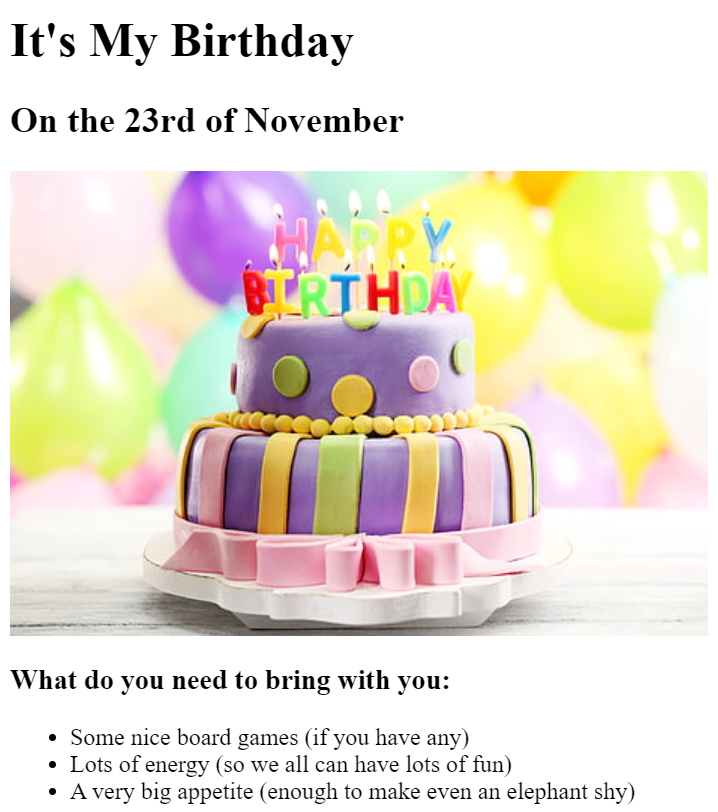 It's My Birthday
On the 23rd of November
HAPPY
BIRTHDAY
What do you need to bring with you:
Some nice board games (if you have any)
Lots of energy (so we all can have lots of fun)
A very big appetite (enough to make even an elephant shy)